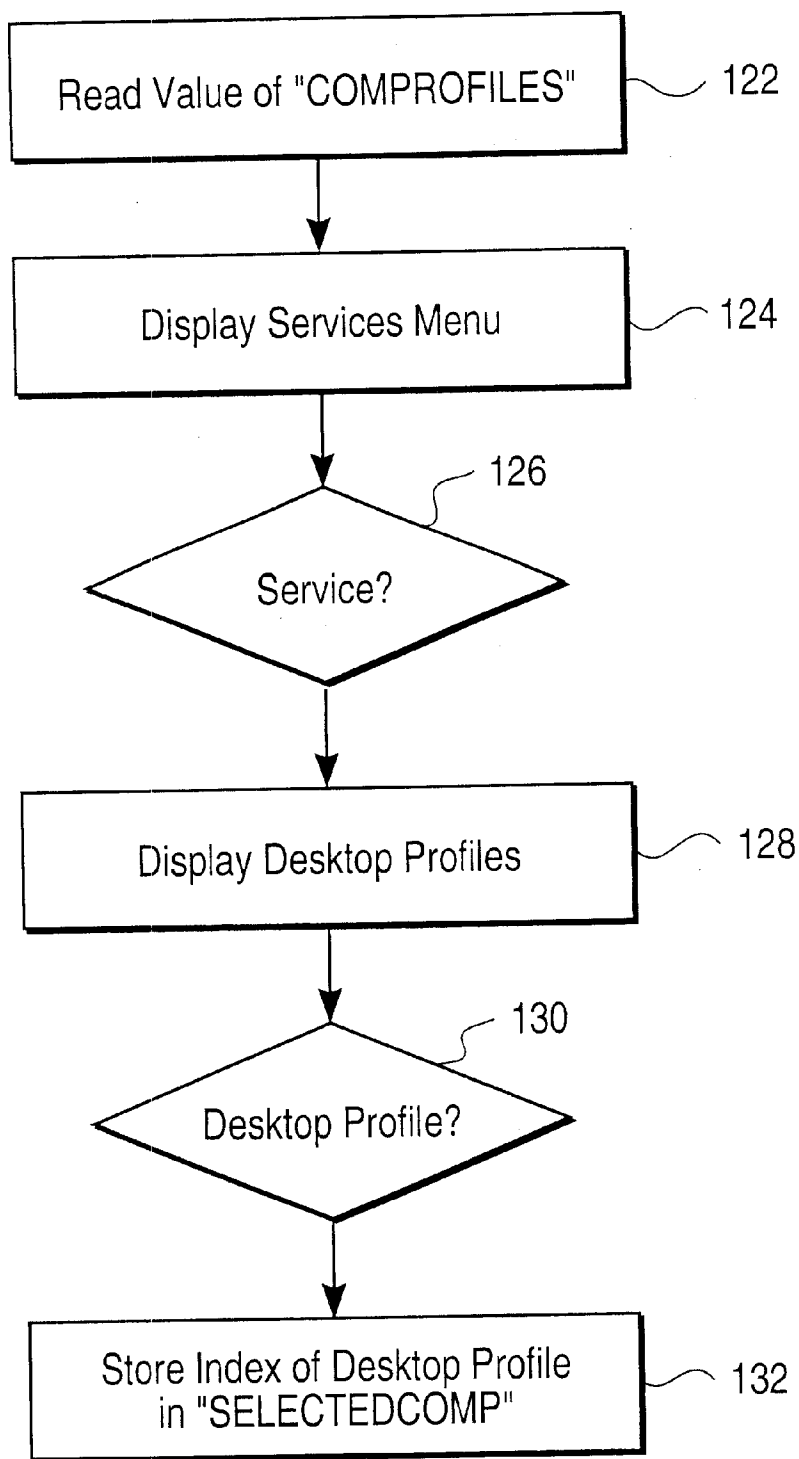 Read Value of "COMPROFILES"
122
Display Services Menu
124
126
Service?
Display Desktop Profiles
128
130
Desktop Profile?
Store Index of Desktop Profile
in "SELECTEDCOMP"
132